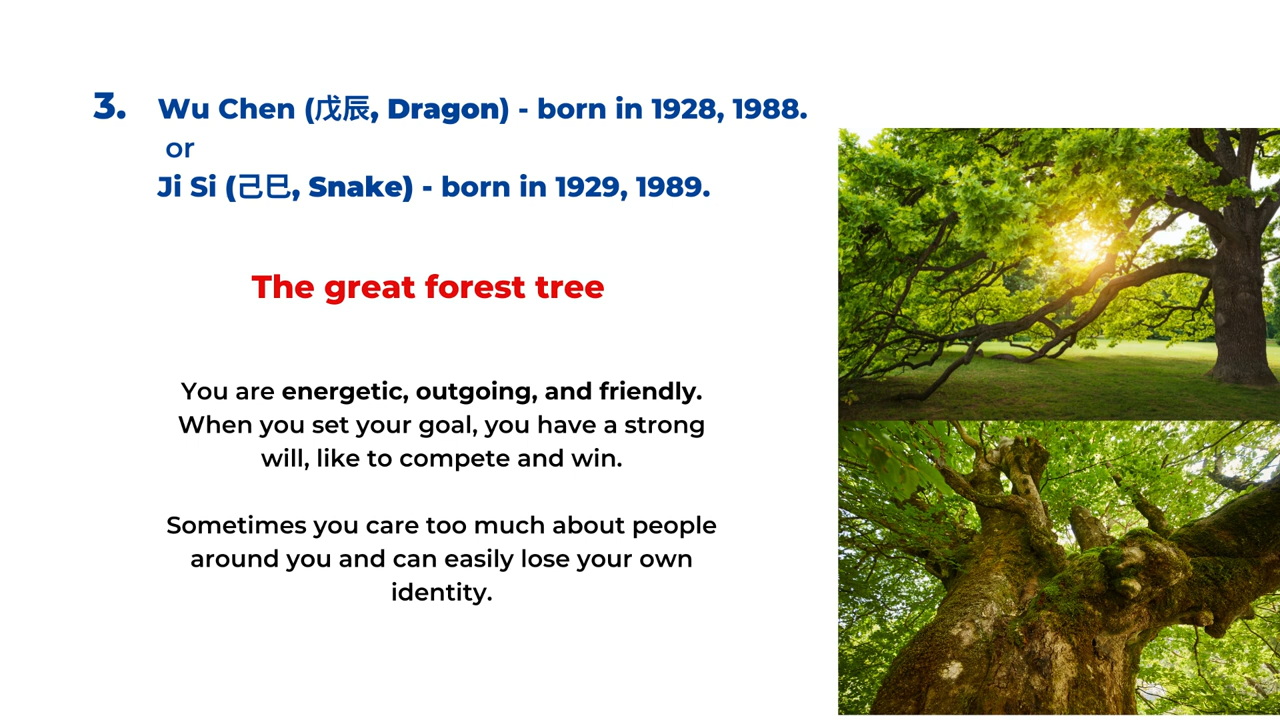 3. Wu Chen (戊辰, Dragon) - born in 1928, 1988.
or
Ji Si (己巳, Snake) - born in 1929, 1989.
The great forest tree
You are energetic, outgoing, and friendly.
When you set your goal, you have a strong
will, like to compete and win.
Sometimes you care too much about people
around you and can easily lose your own
identity.